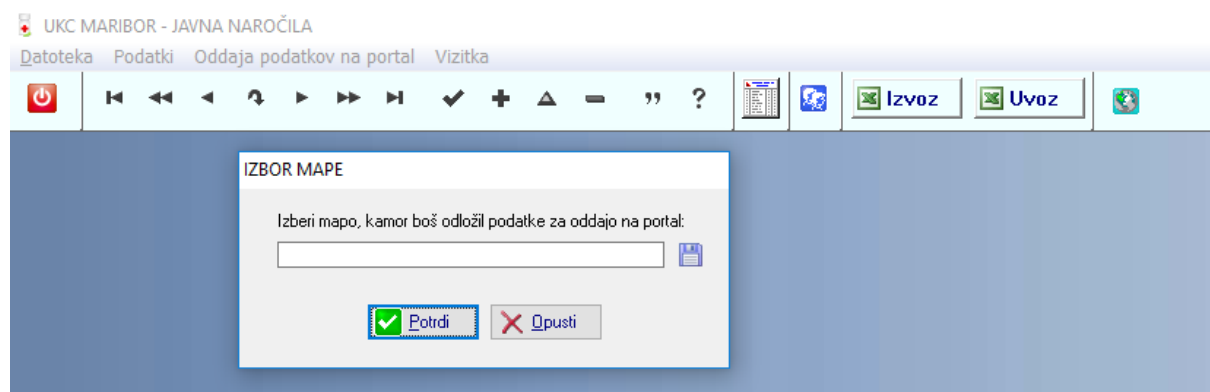 UKC MARIBOR - JAVNA NAROČILA
Datoteka Podatki Oddaja podatkov na portal Vizitka
Izvoz Uvoz
IZBOR MAPE
Izberi mapo, kamor boš odložil podatke za oddajo na portal:
Potrdi Opusti